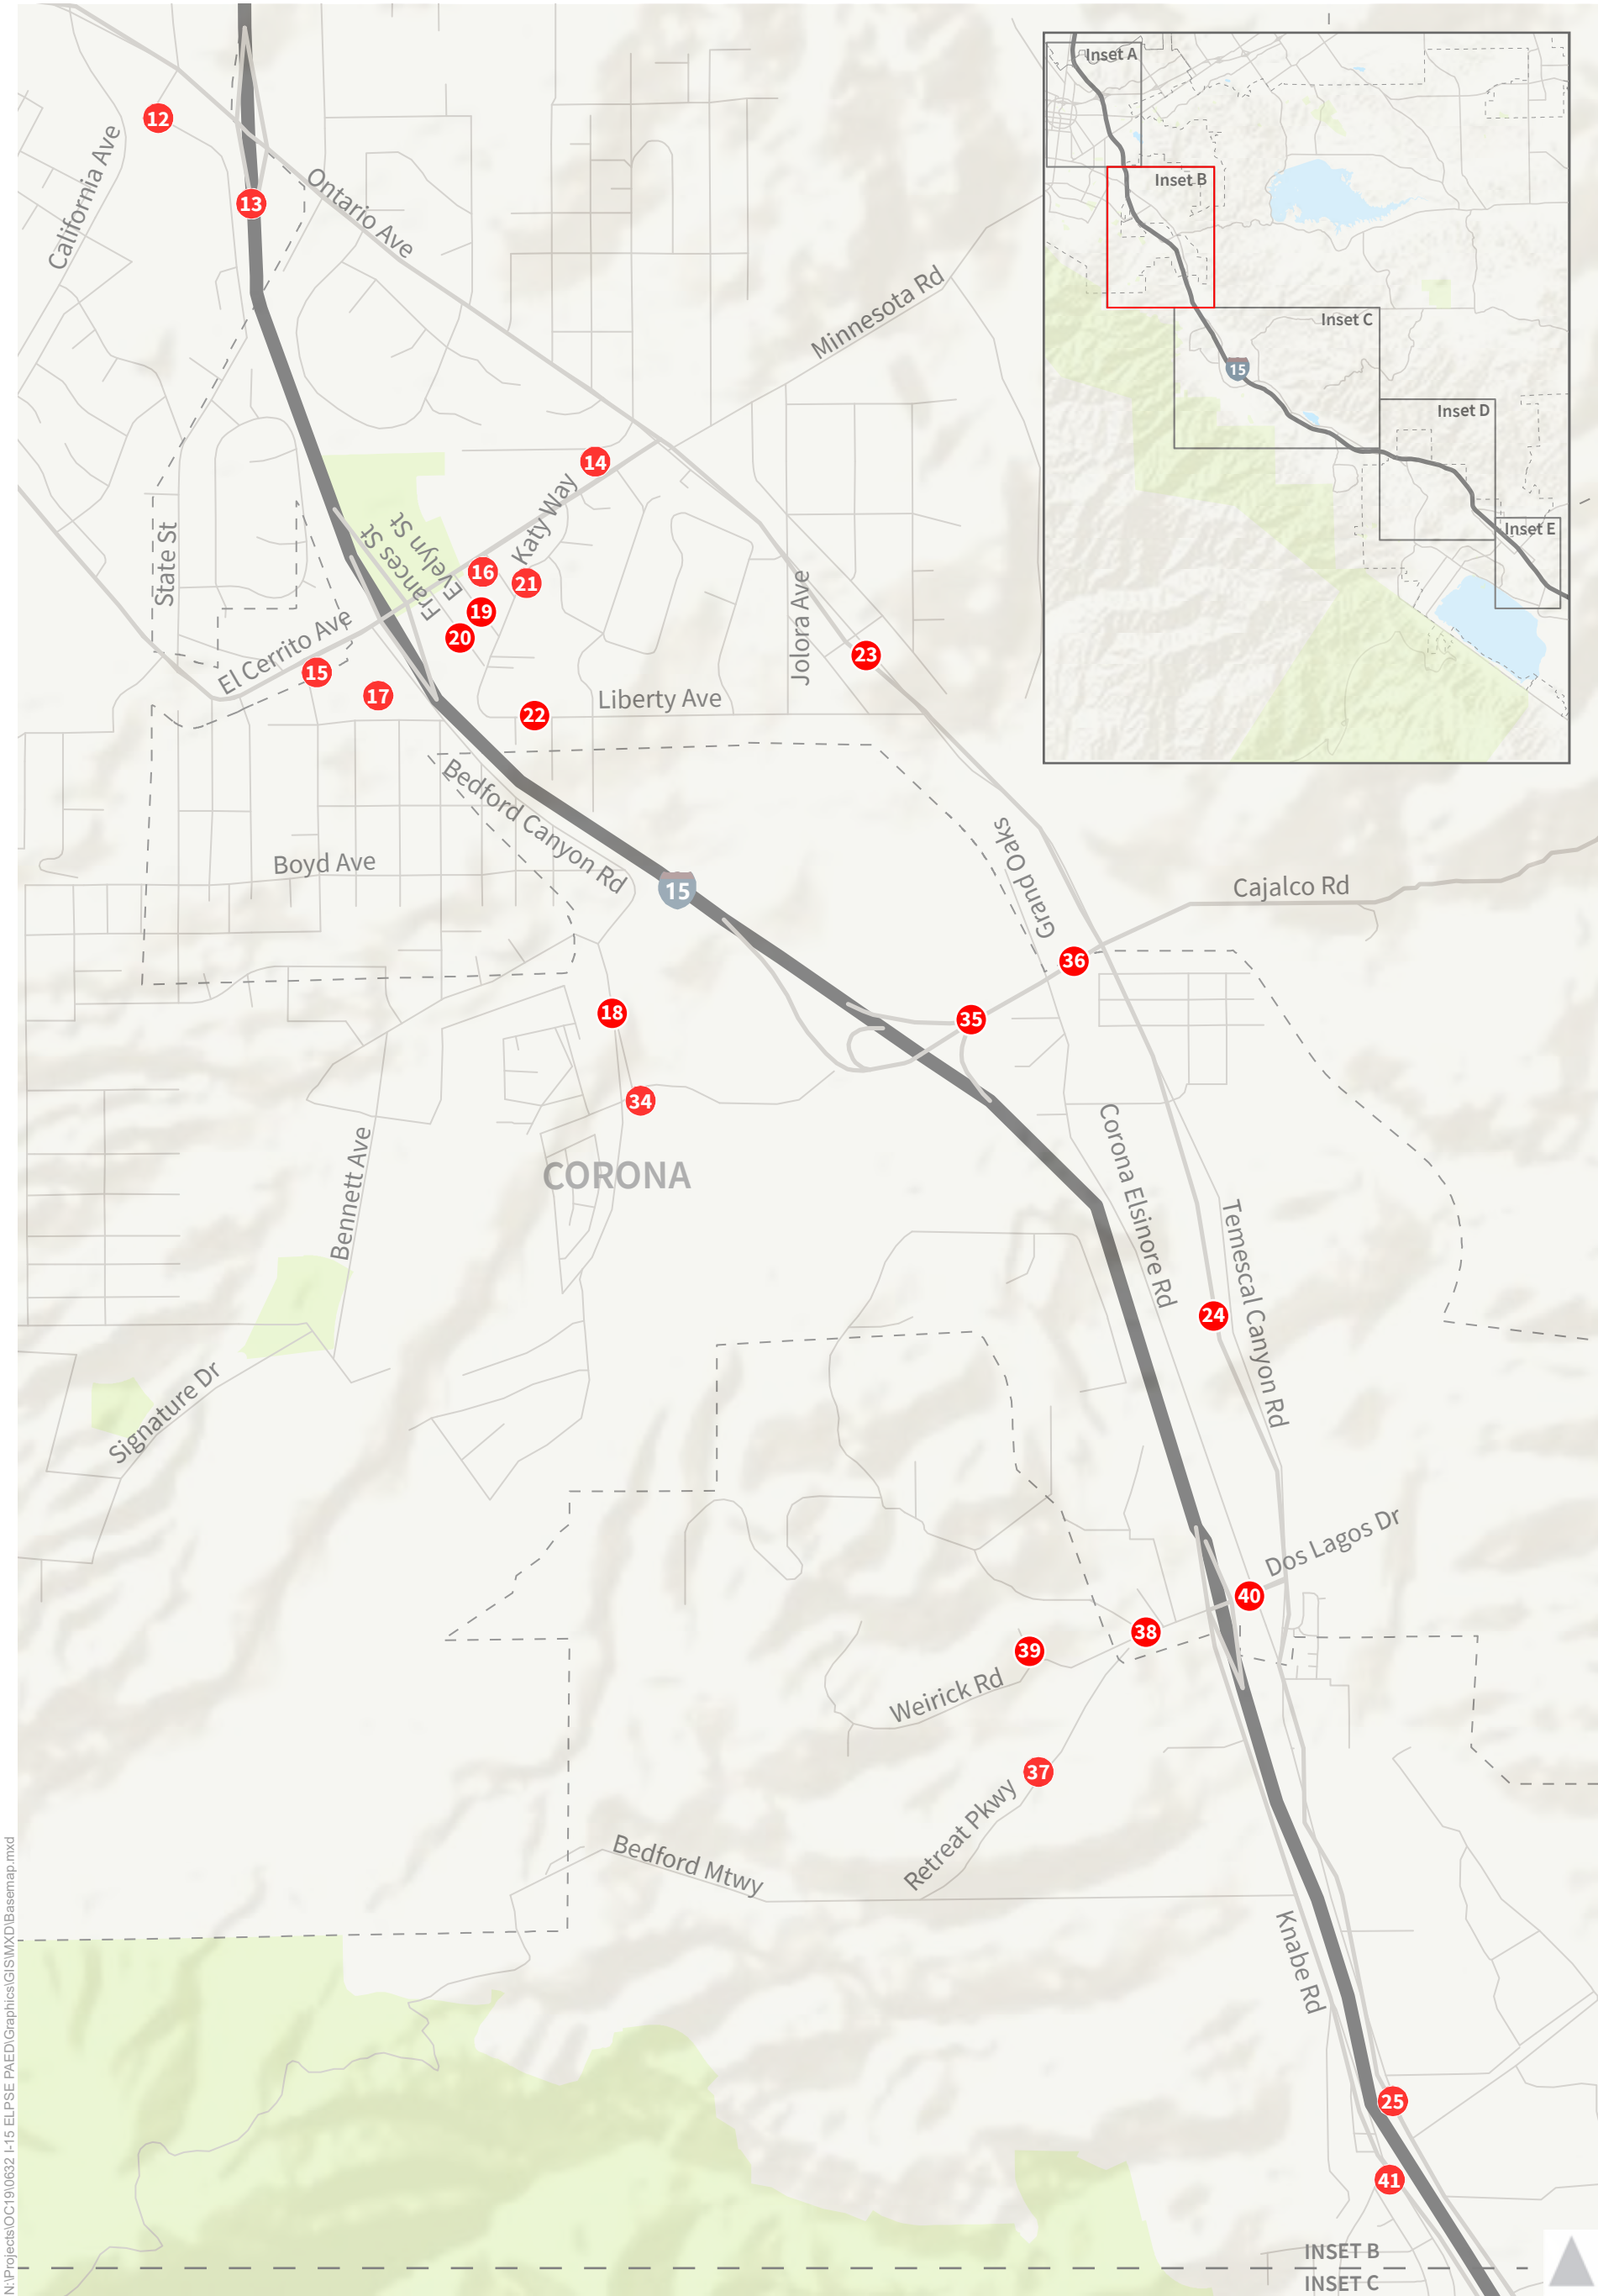 Inset A
Inset B
Inset C
15
Inset D
Inset E
12
California Ave
13
Ontario Ave
Minnesota Rd
14
Katy Way
Evelyn St
Frances St
State St
16
21
19
20
El Cerrito Ave
15
17
Jolora Ave
23
Liberty Ave
22
Bedford Canyon Rd
Boyd Ave
15
Grand Oaks
Cajalco Rd
36
18
35
34
CORONA
Bennett Ave
Corona Elsinore Rd
Temescal Canyon Rd
24
Signature Dr
Dos Lagos Dr
40
38
39
Weirick Rd
37
Retreat Pkwy
Bedford Mtwy
Knabe Rd
25
41
INSET B
INSET C
N:\Projects\OC19\0632 I-15 ELPSE PAED\Graphics\GIS\MXD\Basemap.mxd